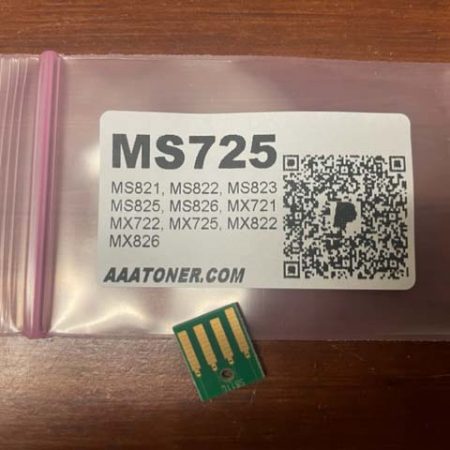 MS725
MS821, MS822, MS823
MS825, MS826, MX721
MX722, MX725, MX822
MX826
AAATONER.COM